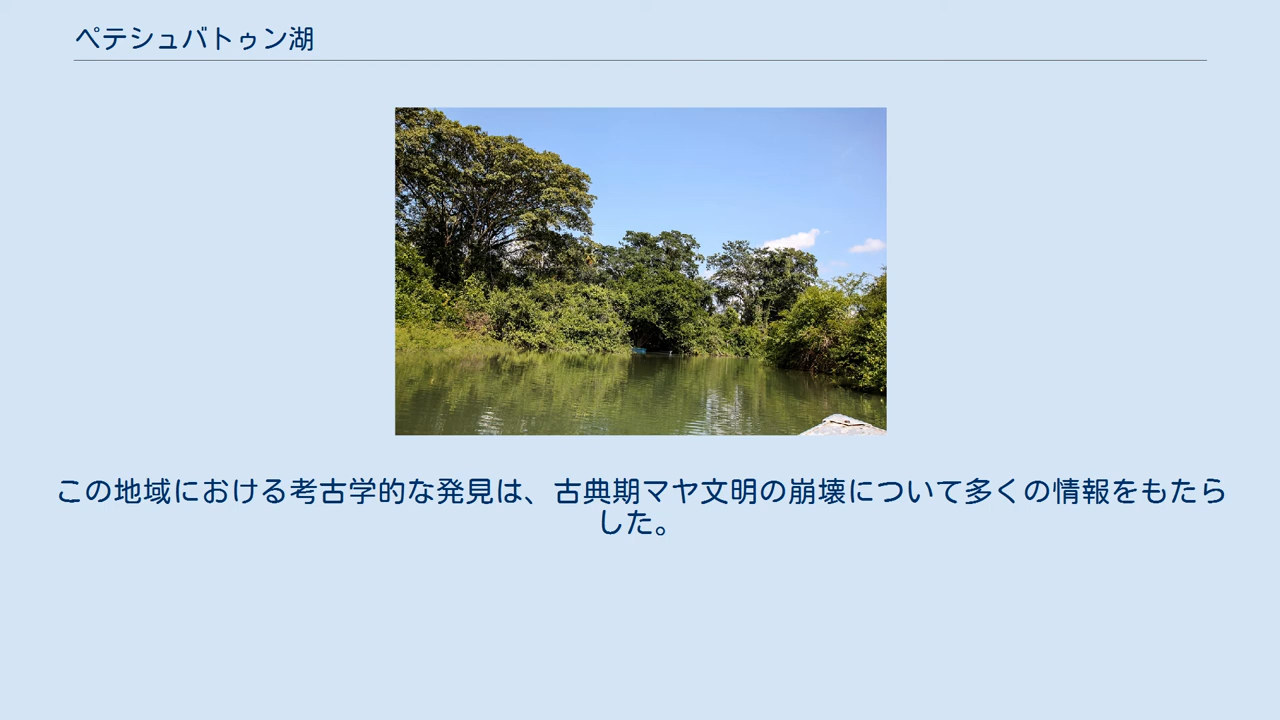 ペテシュバトゥン湖
この地域における考古学的な発見は、古典期マヤ文明の崩壊について多くの情報をもたら
した。